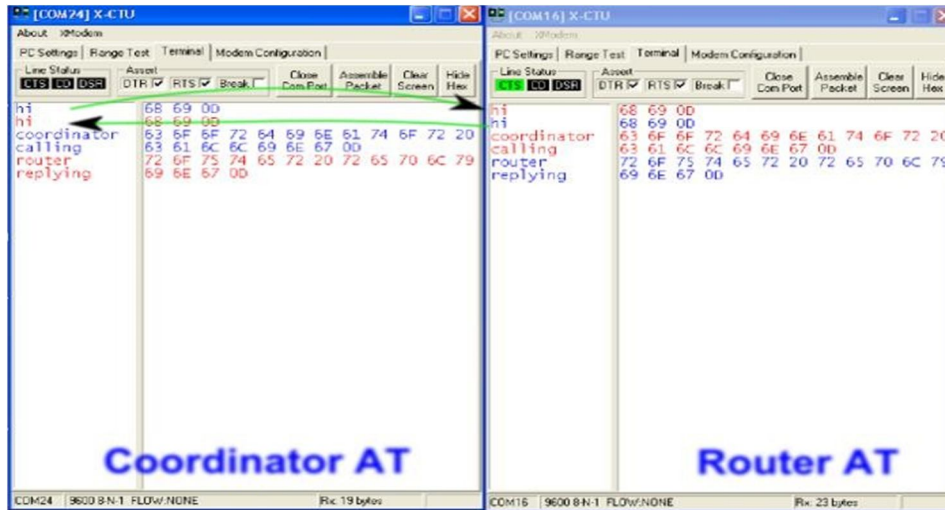 [COM24] X-CTU
About XModem
PC Settings Range Test Terminal Modem Configuration
Line Status
CTS CD DSR
Assert
DTR RTS Break
Close Com Port
Assemble Packet
Clear Screen
Hide Hex
hi 68 69 0D
hi 68 69 0D
coordinator 63 6F 6F 72 64 69 6E 61 74 6F 72 20
calling 63 61 6C 6C 69 6E 67 0D
router 72 6F 75 74 65 72 20 72 65 70 6C 79
replying 69 6E 67 0D
Coordinator AT
COM24 9600 8-N-1 FLOW:NONE Rx: 19 bytes
[COM16] X-CTU
About XModem
PC Settings Range Test Terminal Modem Configuration
Line Status
CTS CD DSR
Assert
DTR RTS Break
Close Com Port
Assemble Packet
Clear Screen
Hide Hex
hi 68 69 0D
hi 68 69 0D
coordinator 63 6F 6F 72 64 69 6E 61 74 6F 72 20
calling 63 61 6C 6C 69 6E 67 0D
router 72 6F 75 74 65 72 20 72 65 70 6C 79
replying 69 6E 67 0D
Router AT
COM16 9600 8-N-1 FLOW:NONE Rx: 23 bytes